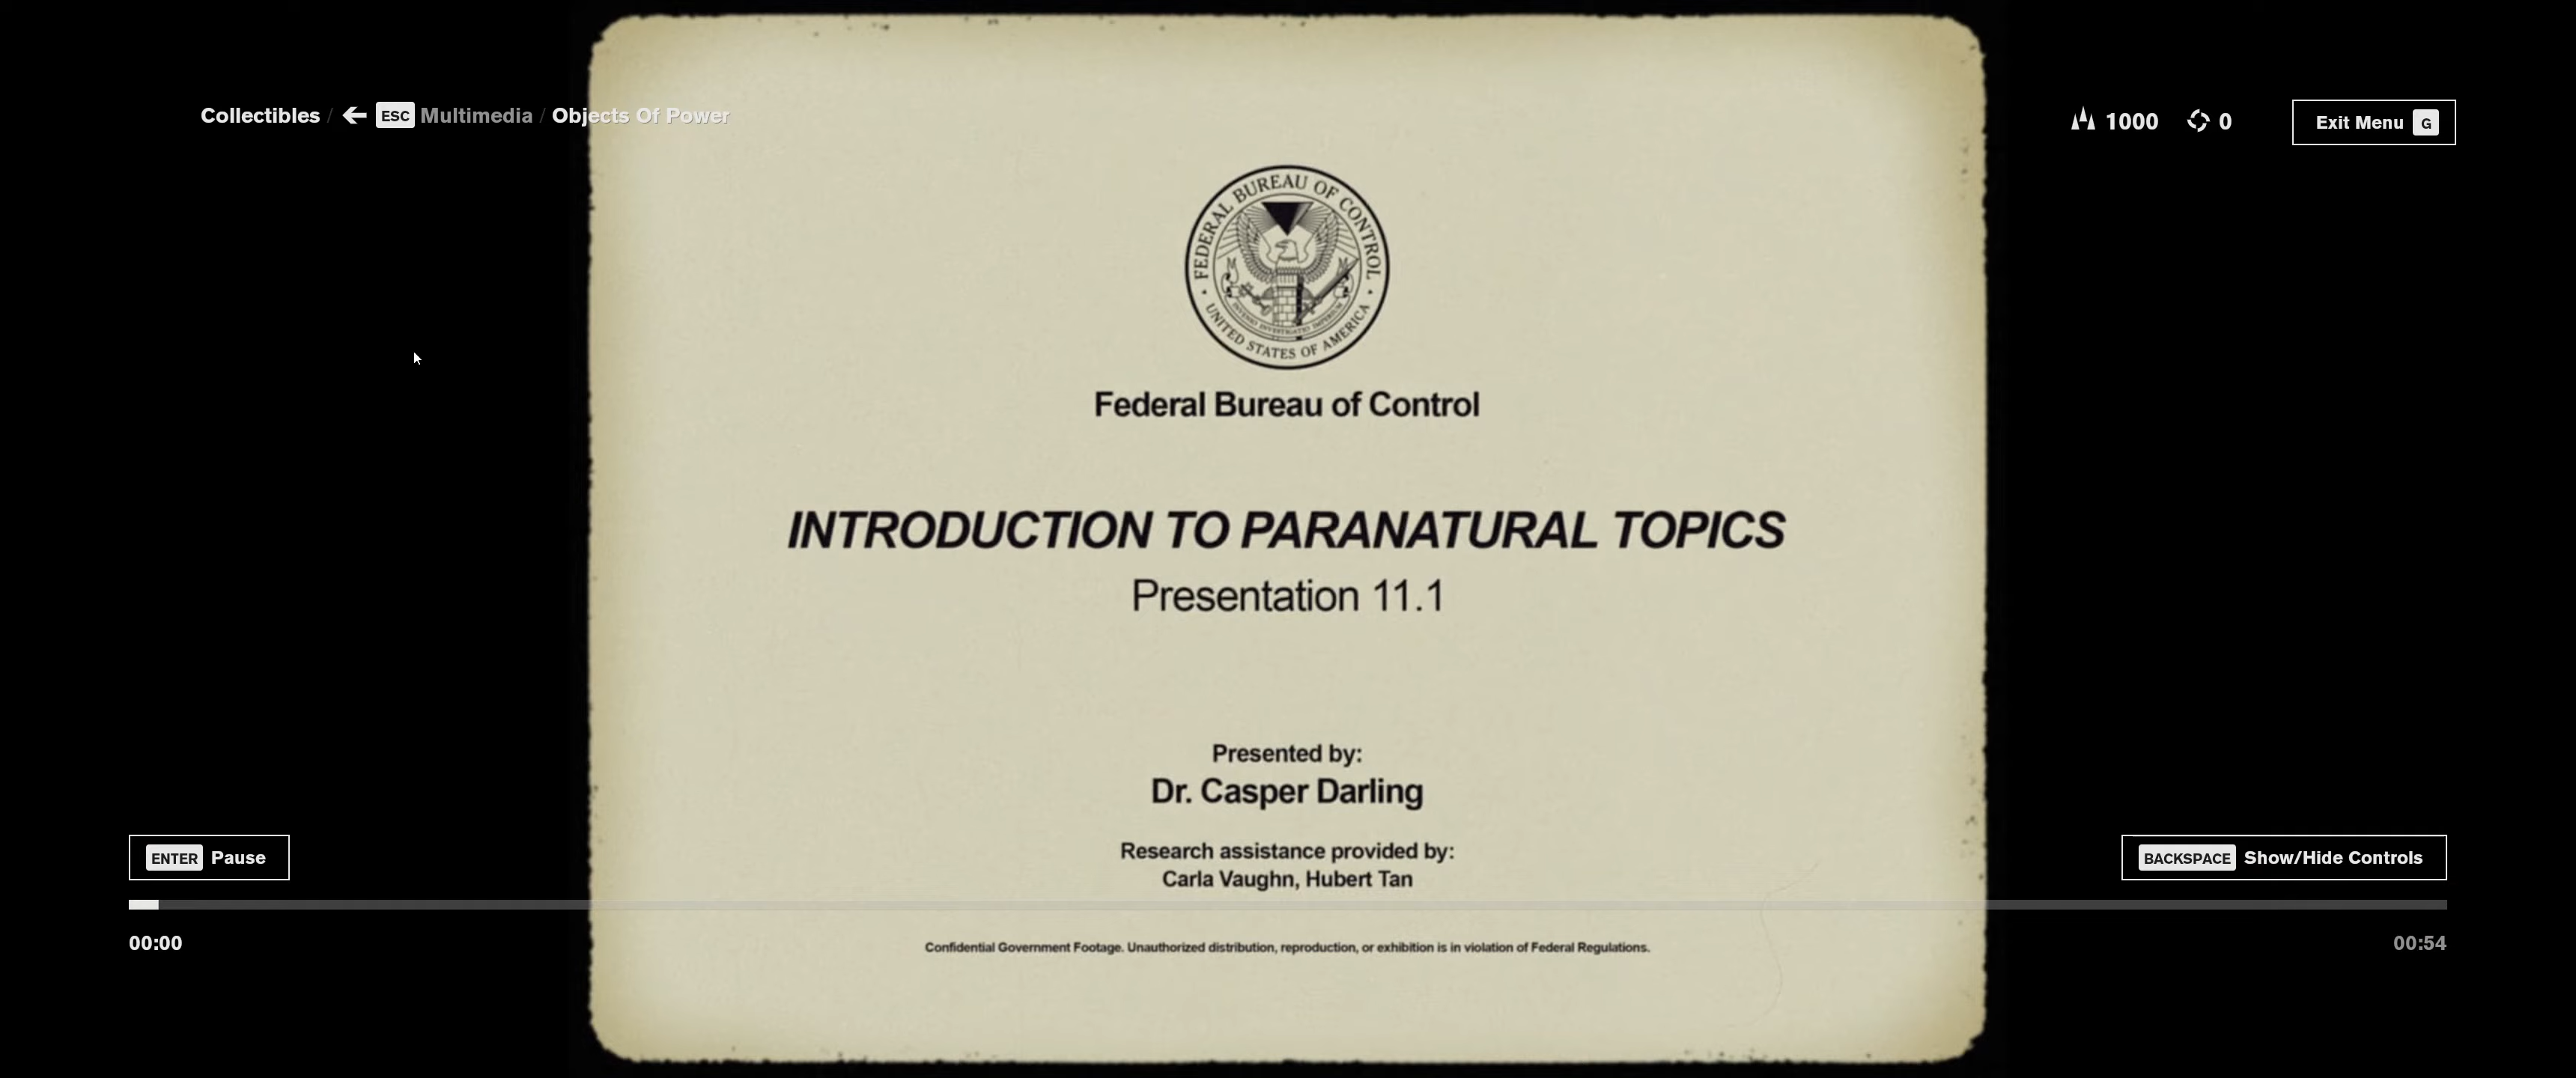 Collectibles / ESC Multimedia / Objects Of Power
1000 0 Exit Menu G
FEDERAL BUREAU OF CONTROL
INVENIO INVESTIGATIO IMPERIUM
UNITED STATES OF AMERICA
Federal Bureau of Control
INTRODUCTION TO PARANATURAL TOPICS
Presentation 11.1
Presented by:
Dr. Casper Darling
Research assistance provided by:
Carla Vaughn, Hubert Tan
ENTER Pause
BACKSPACE Show/Hide Controls
00:00
00:54
Confidential Government Footage. Unauthorized distribution, reproduction, or exhibition is in violation of Federal Regulations.